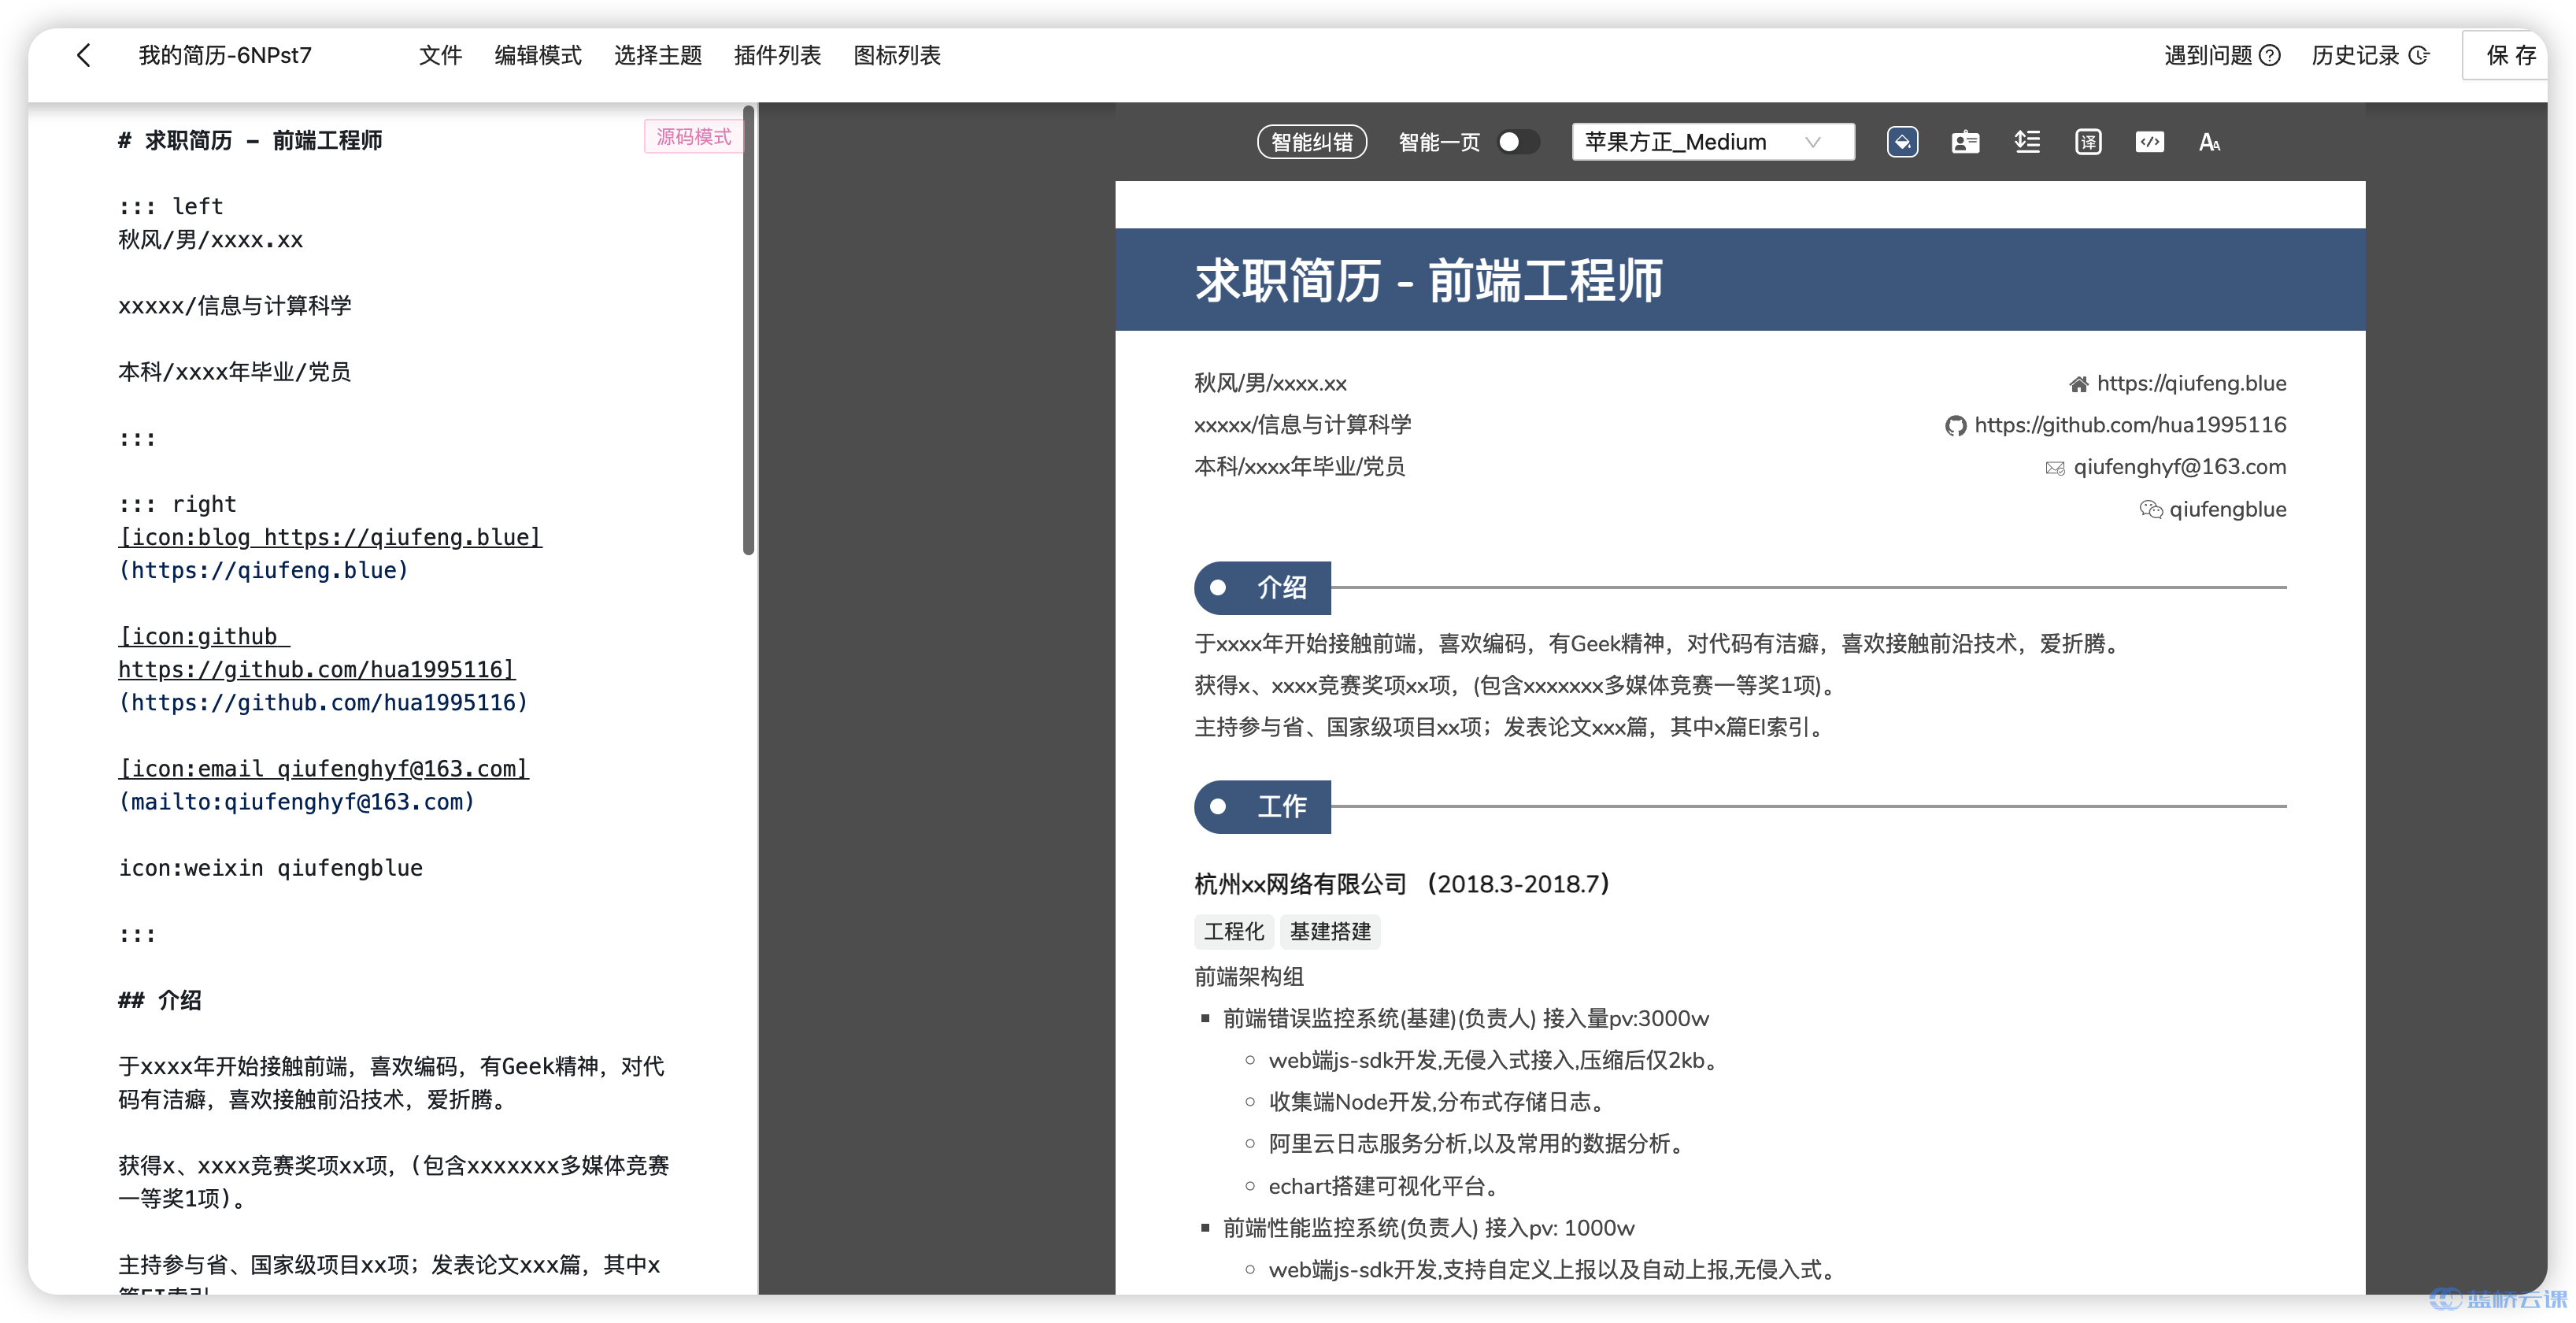 我的简历-6NPst7
文件 编辑模式 选择主题 插件列表 图标列表
遇到问题 历史记录 保 存
源码模式
# 求职简历 - 前端工程师
::: left
秋风/男/xxxx.xx
xxxxx/信息与计算科学
本科/xxxx年毕业/党员
:::
::: right
[icon:blog https://qiufeng.blue]
(https://qiufeng.blue)
[icon:github
https://github.com/hua1995116]
(https://github.com/hua1995116)
[icon:email qiufenghyf@163.com]
(mailto:qiufenghyf@163.com)
icon:weixin qiufengblue
:::
## 介绍
于xxxx年开始接触前端，喜欢编码，有Geek精神，对代
码有洁癖，喜欢接触前沿技术，爱折腾。
获得x、xxxx竞赛奖项xx项，(包含xxxxxxx多媒体竞赛
一等奖1项)。
主持参与省、国家级项目xx项；发表论文xxx篇，其中x
篇EI索引
智能纠错 智能一页 苹果方正_Medium 译 </> AA
求职简历 - 前端工程师
秋风/男/xxxx.xx
xxxxx/信息与计算科学
本科/xxxx年毕业/党员
https://qiufeng.blue
https://github.com/hua1995116
qiufenghyf@163.com
qiufengblue
介绍
于xxxx年开始接触前端，喜欢编码，有Geek精神，对代码有洁癖，喜欢接触前沿技术，爱折腾。
获得x、xxxx竞赛奖项xx项，(包含xxxxxxx多媒体竞赛一等奖1项)。
主持参与省、国家级项目xx项；发表论文xxx篇，其中x篇EI索引。
工作
杭州xx网络有限公司 （2018.3-2018.7）
工程化 基建搭建
前端架构组
前端错误监控系统(基建)(负责人) 接入量pv:3000w
web端js-sdk开发,无侵入式接入,压缩后仅2kb。
收集端Node开发,分布式存储日志。
阿里云日志服务分析,以及常用的数据分析。
echart搭建可视化平台。
前端性能监控系统(负责人) 接入pv: 1000w
web端js-sdk开发,支持自定义上报以及自动上报,无侵入式。
蓝桥云课